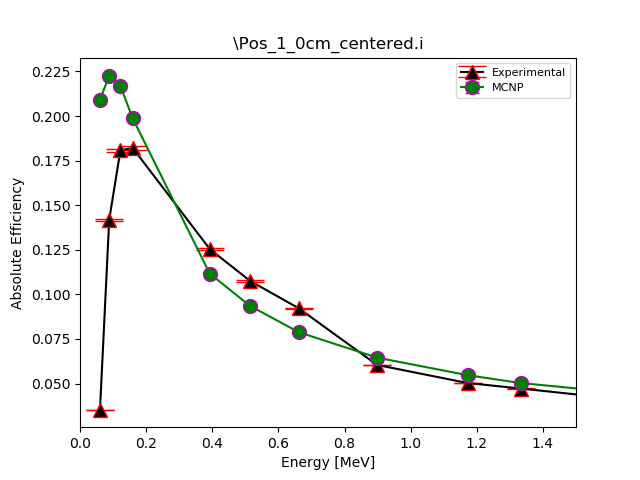 \Pos_1_0cm_centered.i
Experimental
MCNP
Absolute Efficiency
0.225
0.200
0.175
0.150
0.125
0.100
0.075
0.050
0.0 0.2 0.4 0.6 0.8 1.0 1.2 1.4
Energy [MeV]